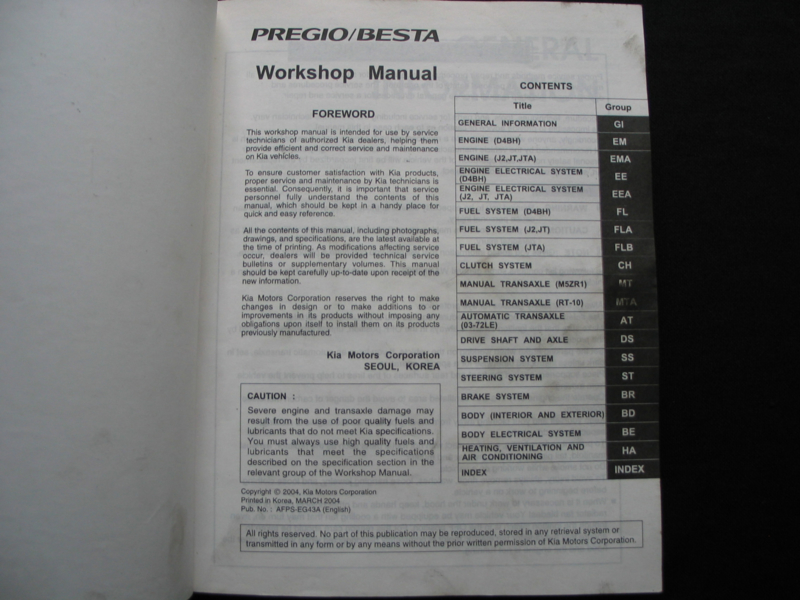 PREGIO/BESTA
Workshop Manual
FOREWORD
This workshop manual is intended for use by service
technicians of authorized Kia dealers, helping them
provide efficient and correct service and maintenance
on Kia vehicles.
To ensure customer satisfaction with Kia products,
proper service and maintenance by Kia technicians is
essential. Consequently, it is important that service
personnel fully understand the contents of this
manual, which should be kept in a handy place for
quick and easy reference.
All the contents of this manual, including photographs,
drawings, and specifications, are the latest available at
the time of printing. As modifications affecting service
occur, dealers will be provided technical service
bulletins or supplementary volumes. This manual
should be kept carefully up-to-date upon receipt of the
new information.
Kia Motors Corporation reserves the right to make
changes in design or to make additions to or
improvements in its products without imposing any
obligations upon itself to install them on its products
previously manufactured.
Kia Motors Corporation
SEOUL, KOREA
CAUTION :
Severe engine and transaxle damage may
result from the use of poor quality fuels and
lubricants that do not meet Kia specifications.
You must always use high quality fuels and
lubricants that meet the specifications
described on the specification section in the
relevant group of the Workshop Manual.
Copyright © 2004, Kia Motors Corporation
Printed in Korea, MARCH 2004
Pub. No. : AFPS-EG43A (English)
CONTENTS
Title Group
GENERAL INFORMATION GI
ENGINE (D4BH) EM
ENGINE (J2,JT,JTA) EMA
ENGINE ELECTRICAL SYSTEM
(D4BH) EE
ENGINE ELECTRICAL SYSTEM
(J2, JT, JTA) EEA
FUEL SYSTEM (D4BH) FL
FUEL SYSTEM (J2,JT) FLA
FUEL SYSTEM (JTA) FLB
CLUTCH SYSTEM CH
MANUAL TRANSAXLE (M5ZR1) MT
MANUAL TRANSAXLE (RT-10) MTA
AUTOMATIC TRANSAXLE
(03-72LE) AT
DRIVE SHAFT AND AXLE DS
SUSPENSION SYSTEM SS
STEERING SYSTEM ST
BRAKE SYSTEM BR
BODY (INTERIOR AND EXTERIOR) BD
BODY ELECTRICAL SYSTEM BE
HEATING, VENTILATION AND
AIR CONDITIONING HA
INDEX INDEX
All rights reserved. No part of this publication may be reproduced, stored in any retrieval system or
transmitted in any form or by any means without the prior written permission of Kia Motors Corporation.